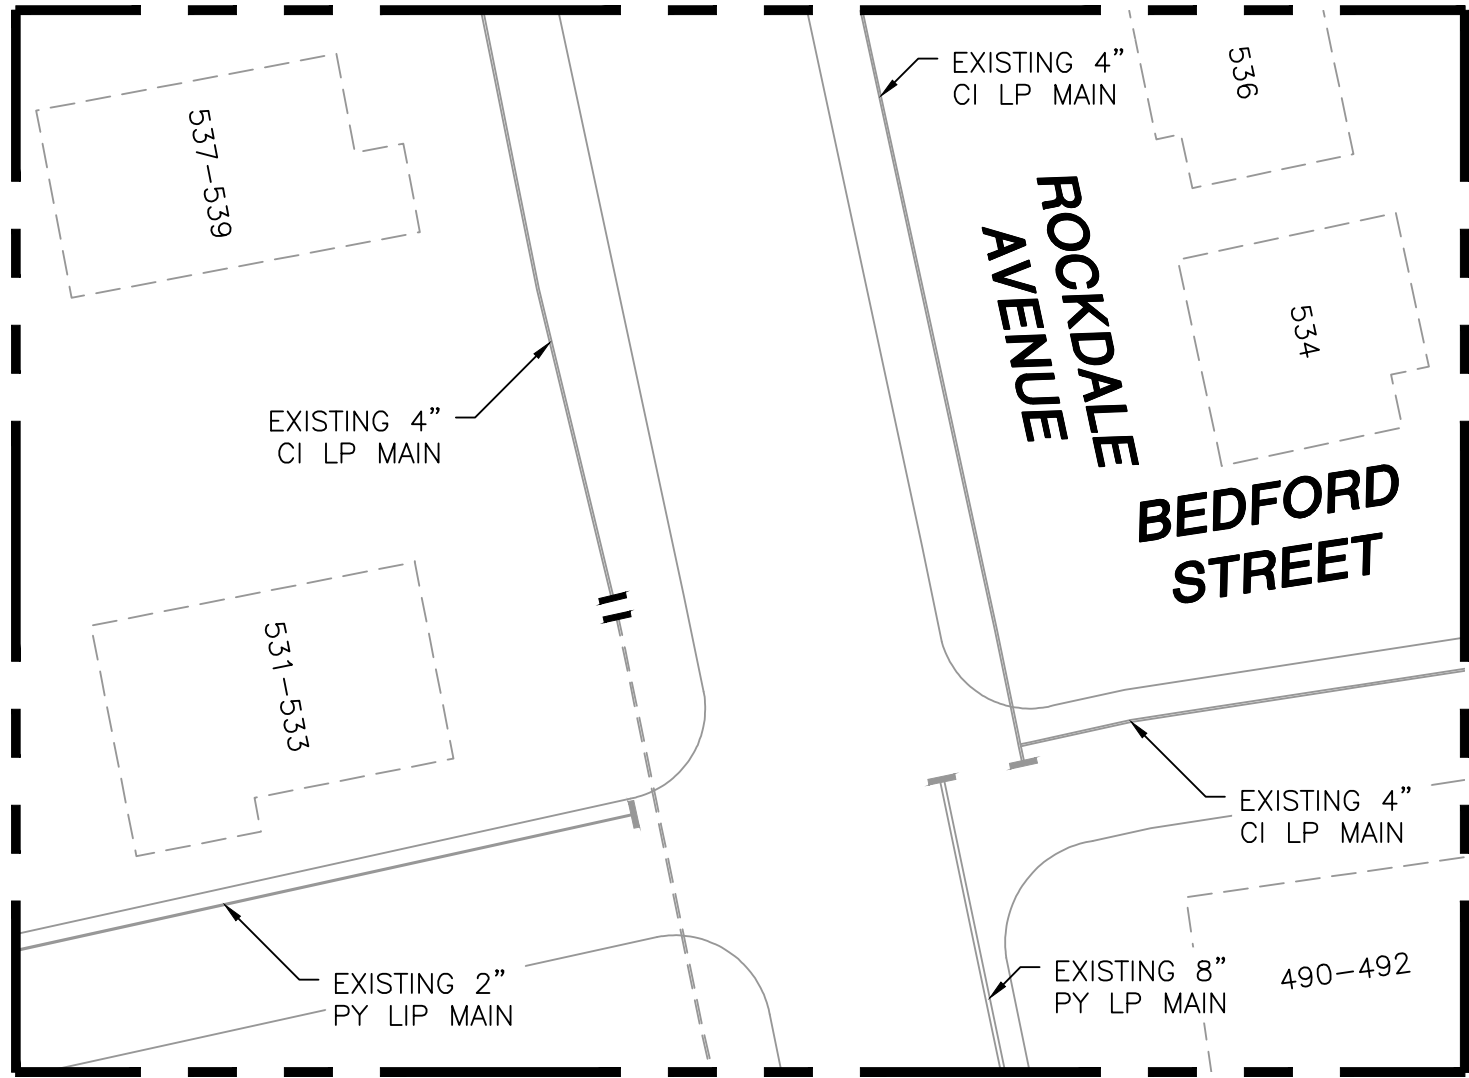 EXISTING 4”
CI LP MAIN
536
537–539
ROCKDALE
AVENUE
534
EXISTING 4”
CI LP MAIN
BEDFORD
STREET
531–533
EXISTING 4”
CI LP MAIN
EXISTING 2”
PY LIP MAIN
EXISTING 8”
PY LP MAIN
490–492